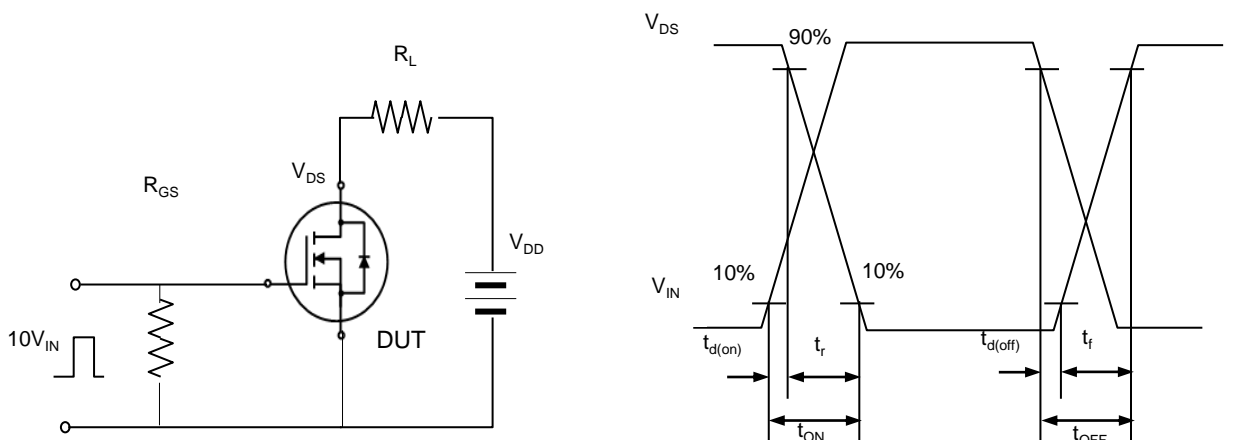 R_L
R_GS
V_DS
V_DD
10V_IN
DUT
V_DS
90%
10%
10%
V_IN
t_d(on)
t_r
t_d(off)
t_f
t_ON
t_OFF